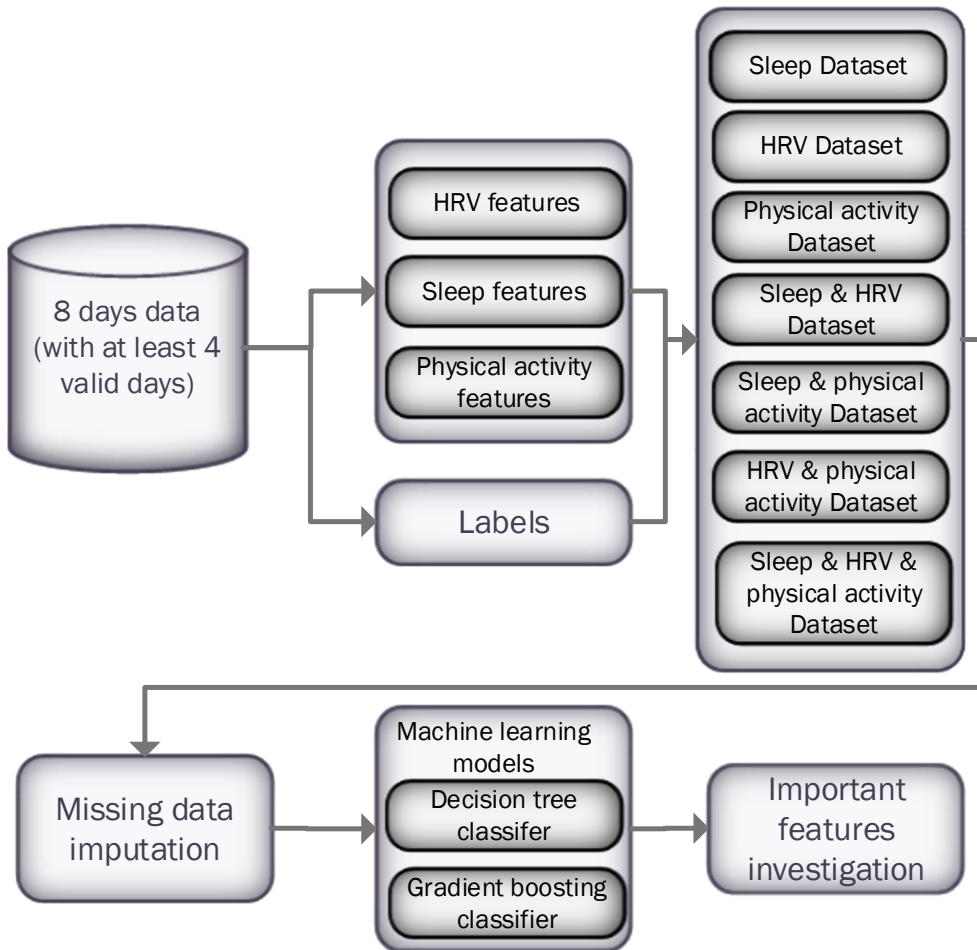 8 days data
(with at least 4
valid days)
HRV features
Sleep features
Physical activity
features
Labels
Sleep Dataset
HRV Dataset
Physical activity
Dataset
Sleep & HRV
Dataset
Sleep & physical
activity Dataset
HRV & physical
activity Dataset
Sleep & HRV &
physical activity
Dataset
Missing data
imputation
Machine learning
models
Decision tree
classifer
Gradient boosting
classifier
Important
features
investigation